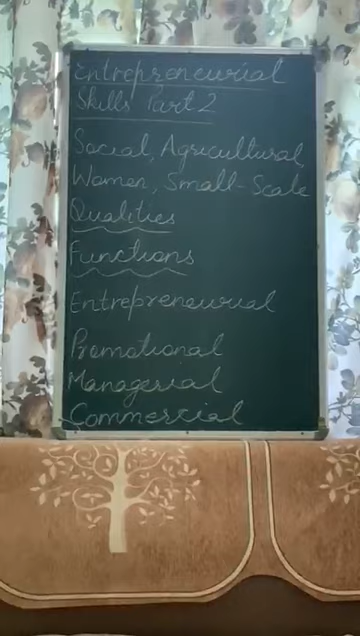 Entrepreneurial
Skills Part 2
Social, Agricultural,
Women, Small-Scale
Qualities
Functions
Entrepreneurial
Promotional
Managerial
Commercial